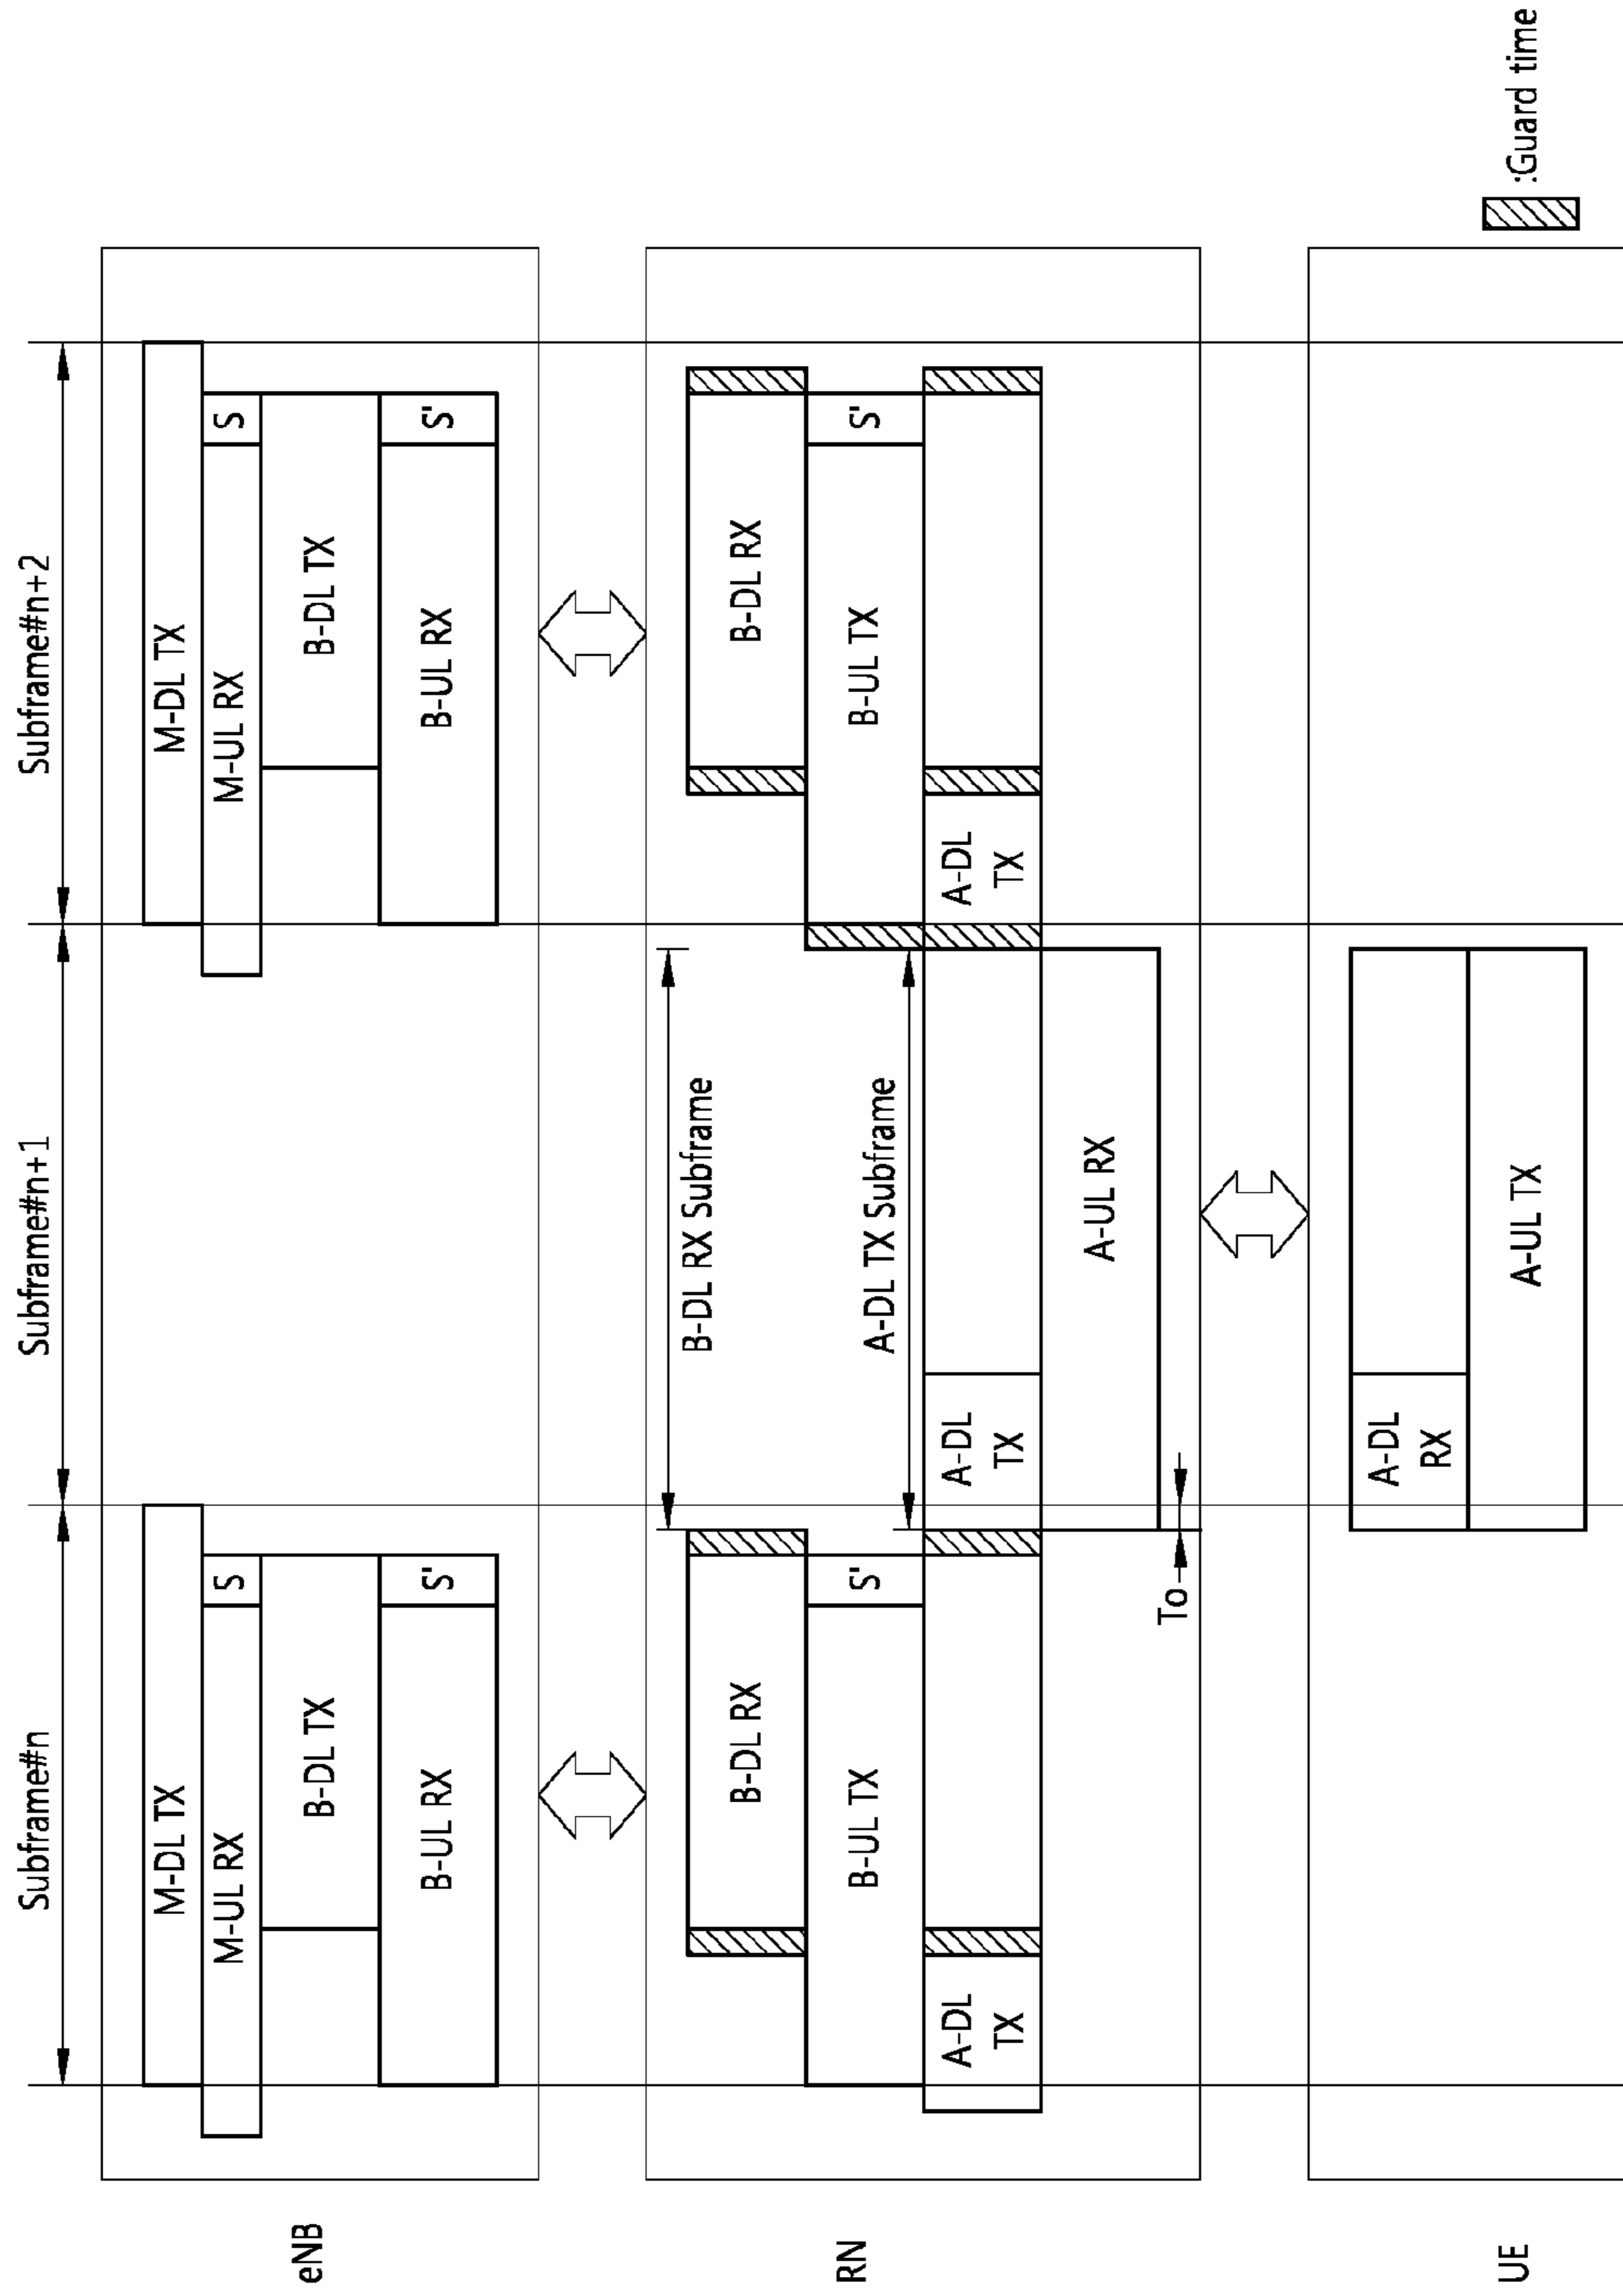 Subframe#n
Subframe#n+1
Subframe#n+2
eNB
M-DL TX
M-DL TX
M-UL RX
S
M-UL RX
S
B-DL TX
B-DL TX
B-UL RX
S'
B-UL RX
S'
RN
B-DL RX
B-DL RX Subframe
B-DL RX
B-UL TX
S'
A-DL TX Subframe
B-UL TX
S'
A-DL
TX
A-DL
TX
A-DL
TX
A-UL RX
To
UE
A-DL
RX
A-UL TX
:Guard time